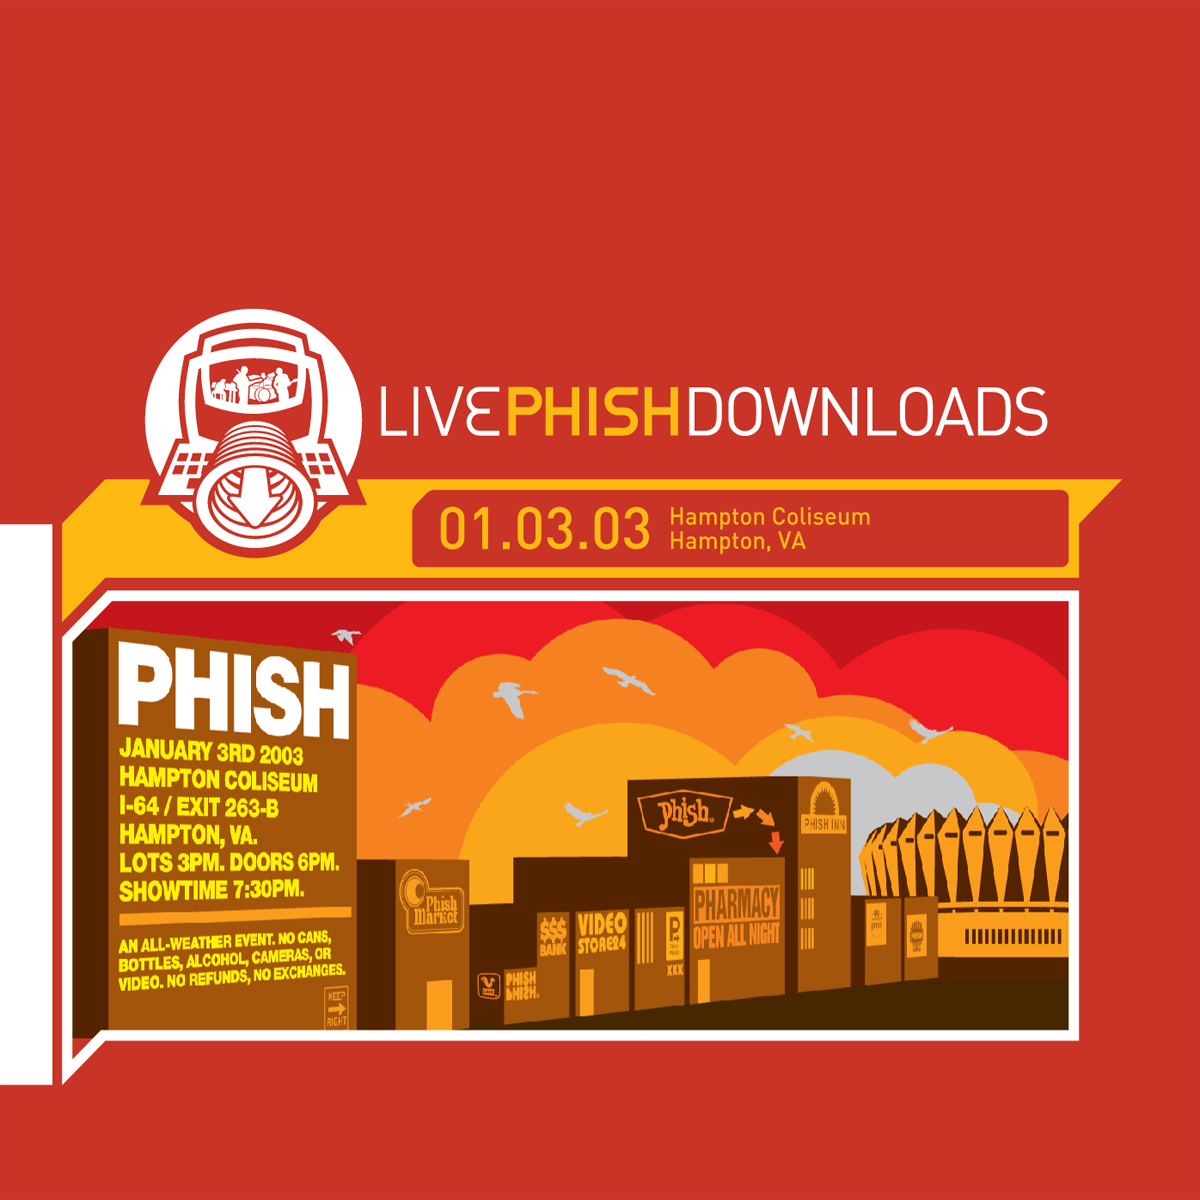 LIVEPHISHDOWNLOADS
01.03.03
Hampton Coliseum
Hampton, VA
PHISH
JANUARY 3RD 2003
HAMPTON COLISEUM
I-64 / EXIT 263-B
HAMPTON, VA.
LOTS 3PM. DOORS 6PM.
SHOWTIME 7:30PM.
AN ALL-WEATHER EVENT. NO CANS,
BOTTLES, ALCOHOL, CAMERAS, OR
VIDEO. NO REFUNDS, NO EXCHANGES.
KEEP
RIGHT
Phish
Market
PHISH
PHISH
$$$
BANK
VIDEO
STORE24
P
XXX
phish
PHARMACY
OPEN ALL NIGHT
PHISH INN
PHISH